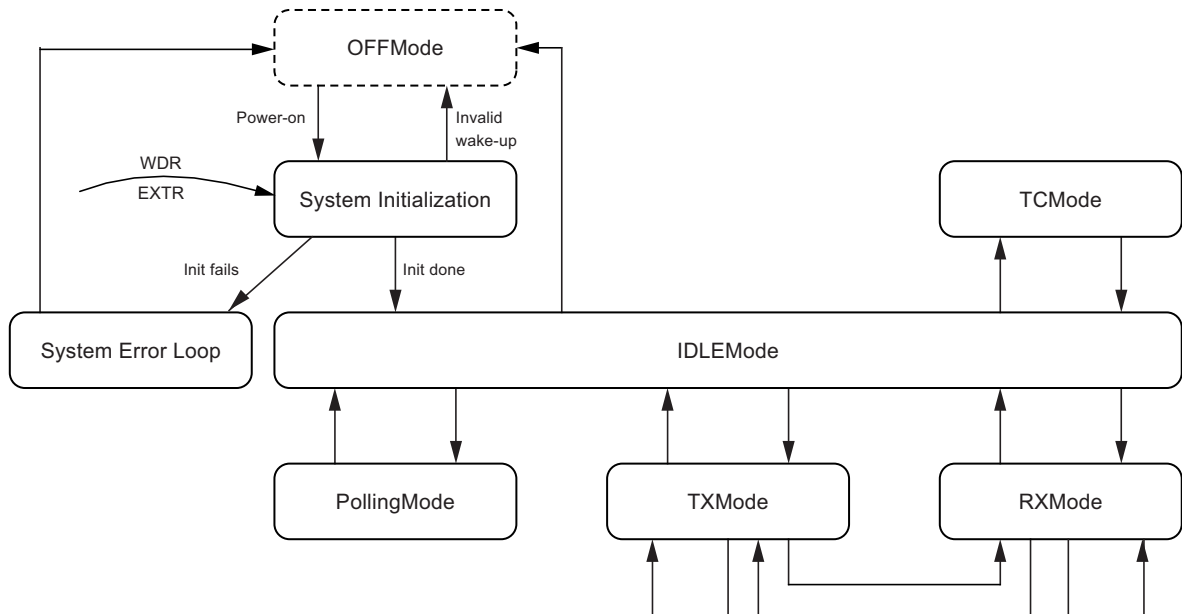 OFFMode
Power-on
Invalid
wake-up
WDR
EXTR
System Initialization
TCMode
Init fails
Init done
System Error Loop
IDLEMode
PollingMode
TXMode
RXMode